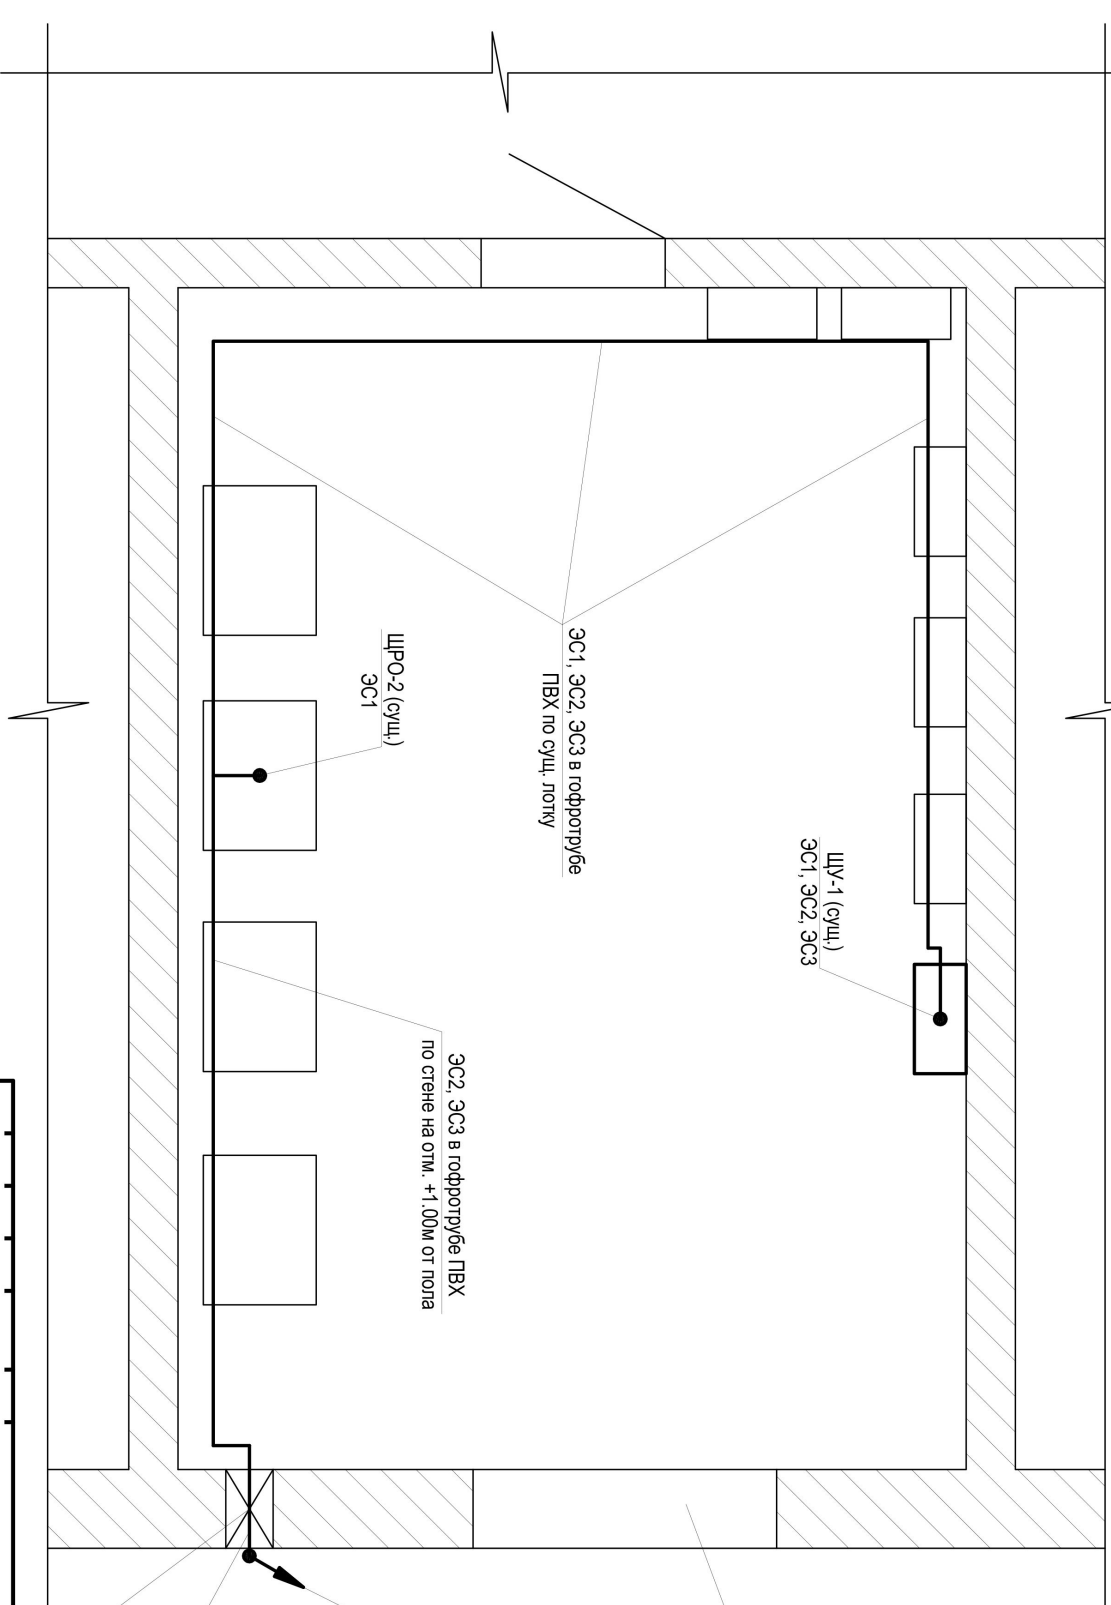 ЩУ-1 (сущ.)
ЭС1, ЭС2, ЭС3
ЭС1, ЭС2, ЭС3 в гофротрубе
ПВХ по сущ. лотку
ЭС2, ЭС3 в гофротрубе ПВХ
по стене на отм. +1.00м от пола
ЩРО-2 (сущ.)
ЭС1